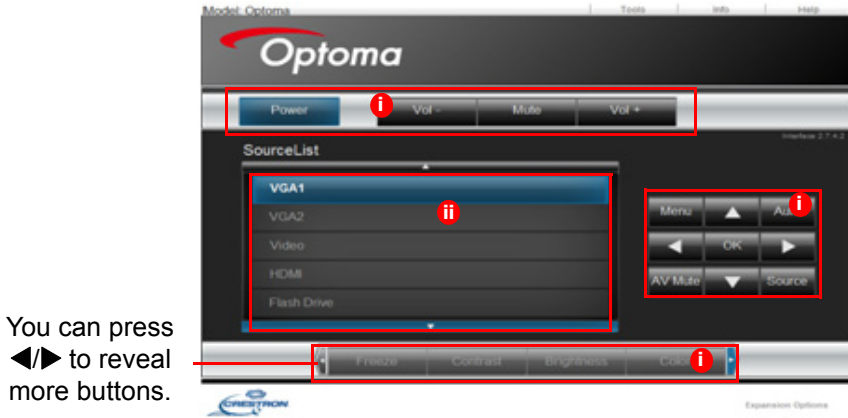 Model: Optoma
Tools Info Help
Optoma
Power i Vol - Mute Vol +
Interface 2.7.4.2
SourceList
VGA1
VGA2
ii
Video
HDMI
Flash Drive
Menu i
OK
AV Mute Source
You can press
◀/▶ to reveal
more buttons.
Freeze Contrast Brightness i
CRESTRON
Expansion Options